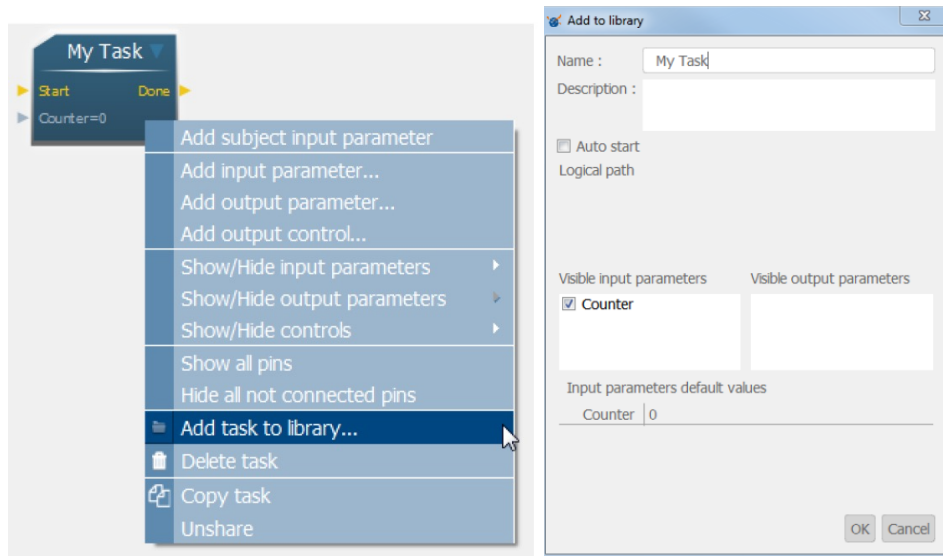 My Task
Start Done
Counter=0
Add subject input parameter
Add input parameter...
Add output parameter...
Add output control...
Show/Hide input parameters
Show/Hide output parameters
Show/Hide controls
Show all pins
Hide all not connected pins
Add task to library...
Delete task
Copy task
Unshare
Add to library
Name : My Task
Description :
Auto start
Logical path
Visible input parameters Visible output parameters
Counter
Input parameters default values
Counter 0
OK Cancel